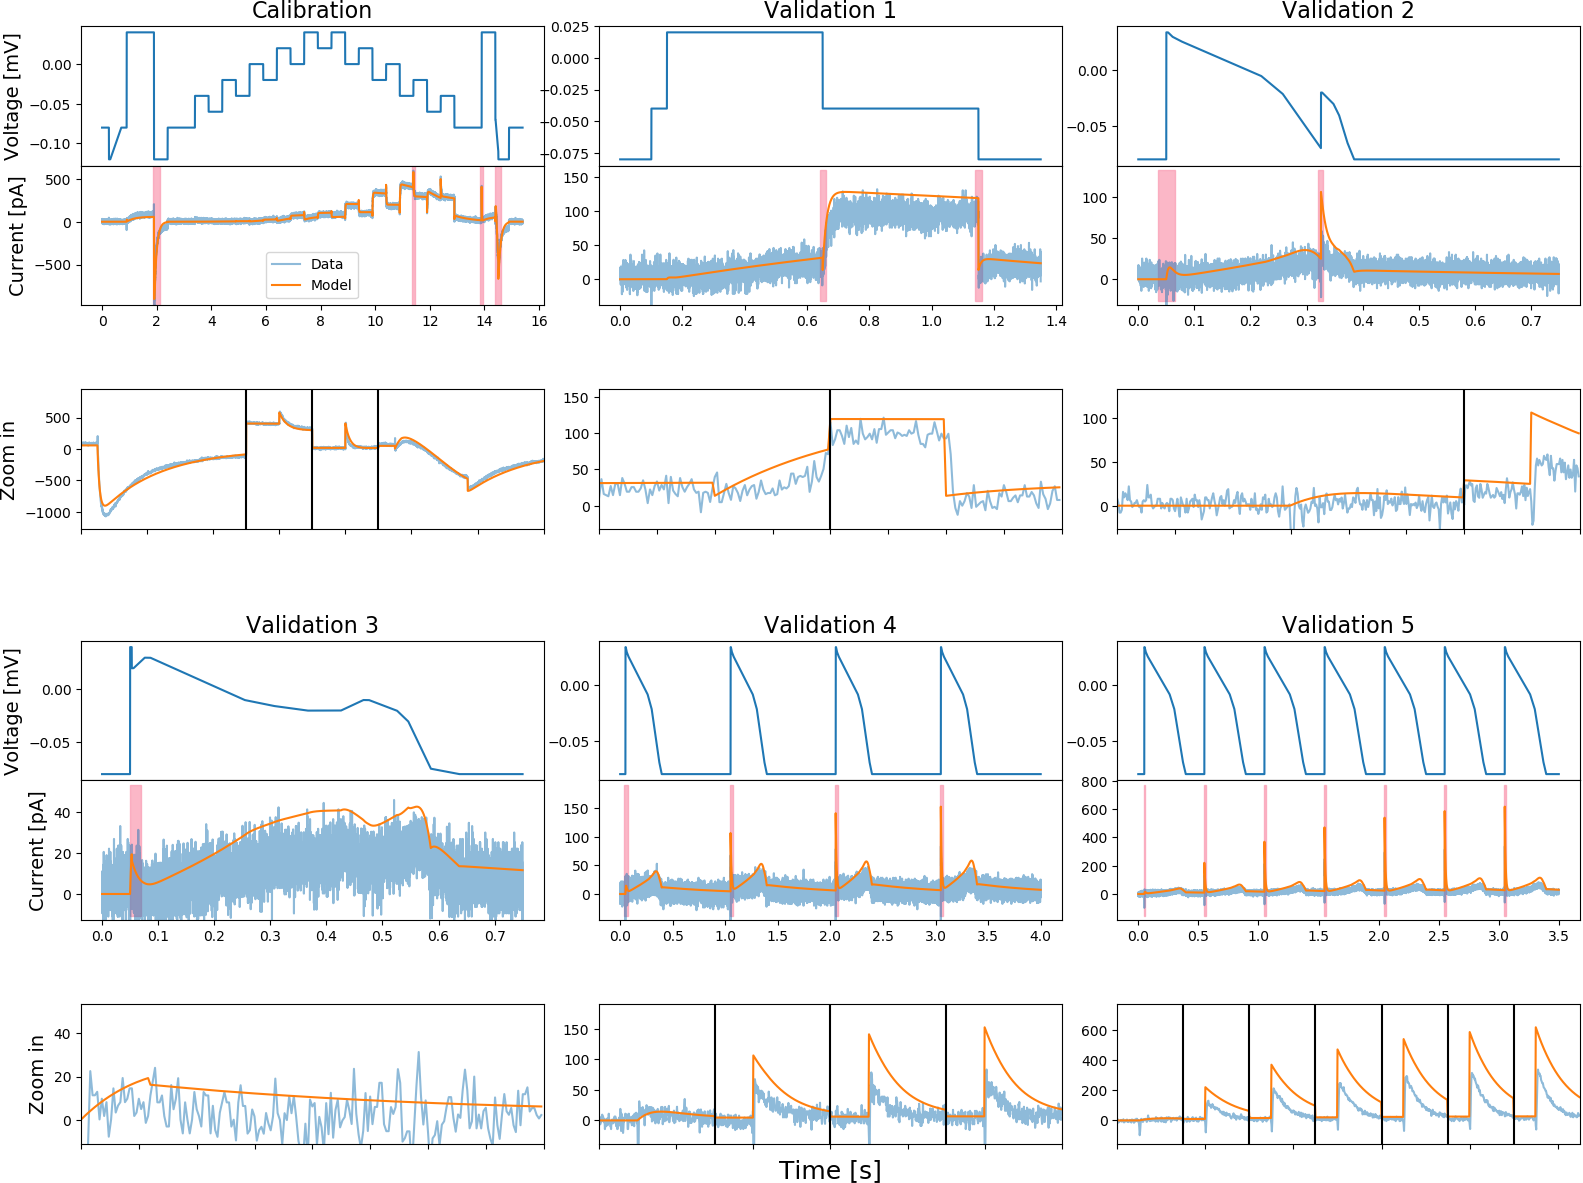 Calibration
Validation 1
Validation 2
Voltage [mV]
0.00
−0.05
−0.10
0.025
0.000
−0.025
−0.050
−0.075
0.00
−0.05
Current [pA]
500
0
−500
Data
Model
150
100
50
0
100
50
0
0 2 4 6 8 10 12 14 16
0.0 0.2 0.4 0.6 0.8 1.0 1.2 1.4
0.0 0.1 0.2 0.3 0.4 0.5 0.6 0.7
Zoom in
500
0
−500
−1000
150
100
50
0
100
50
0
Validation 3
Validation 4
Validation 5
Voltage [mV]
0.00
−0.05
0.00
−0.05
0.00
−0.05
Current [pA]
40
20
0
150
100
50
0
800
600
400
200
0
0.0 0.1 0.2 0.3 0.4 0.5 0.6 0.7
0.0 0.5 1.0 1.5 2.0 2.5 3.0 3.5 4.0
0.0 0.5 1.0 1.5 2.0 2.5 3.0 3.5
Zoom in
40
20
0
150
100
50
0
600
400
200
0
Time [s]